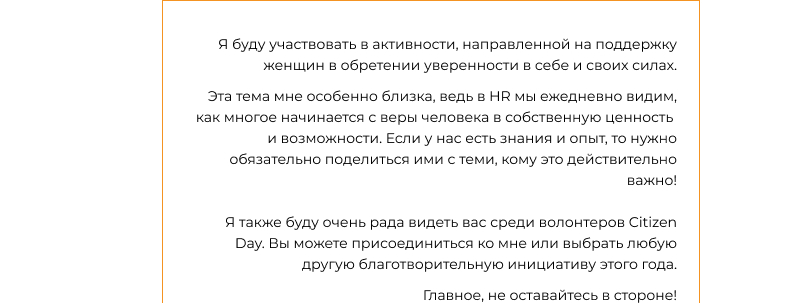 Я буду участвовать в активности, направленной на поддержку
женщин в обретении уверенности в себе и своих силах.
Эта тема мне особенно близка, ведь в HR мы ежедневно видим,
как многое начинается с веры человека в собственную ценность
и возможности. Если у нас есть знания и опыт, то нужно
обязательно поделиться ими с теми, кому это действительно
важно!
Я также буду очень рада видеть вас среди волонтеров Citizen
Day. Вы можете присоединиться ко мне или выбрать любую
другую благотворительную инициативу этого года.
Главное, не оставайтесь в стороне!